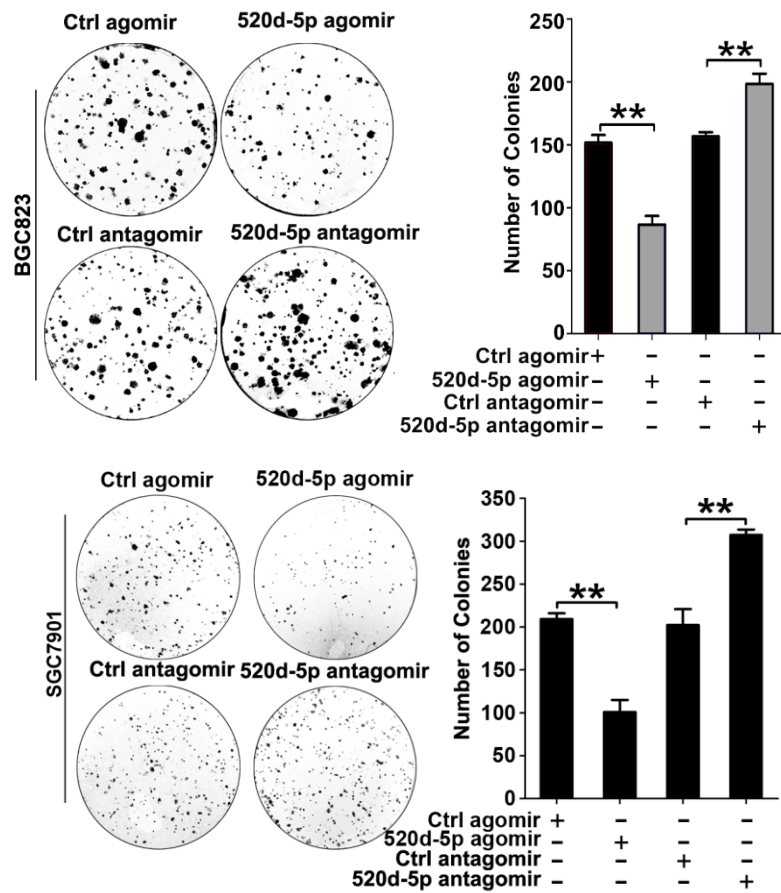 Ctrl agomir 520d-5p agomir
BGC823
Ctrl antagomir 520d-5p antagomir
Number of Colonies
250
200
150
100
50
0
**
**
Ctrl agomir + – – –
520d-5p agomir – + – –
Ctrl antagomir – – + –
520d-5p antagomir – – – +
Ctrl agomir 520d-5p agomir
SGC7901
Ctrl antagomir 520d-5p antagomir
Number of Colonies
350
300
250
200
150
100
50
0
**
**
Ctrl agomir + – – –
520d-5p agomir – + – –
Ctrl antagomir – – + –
520d-5p antagomir – – – +